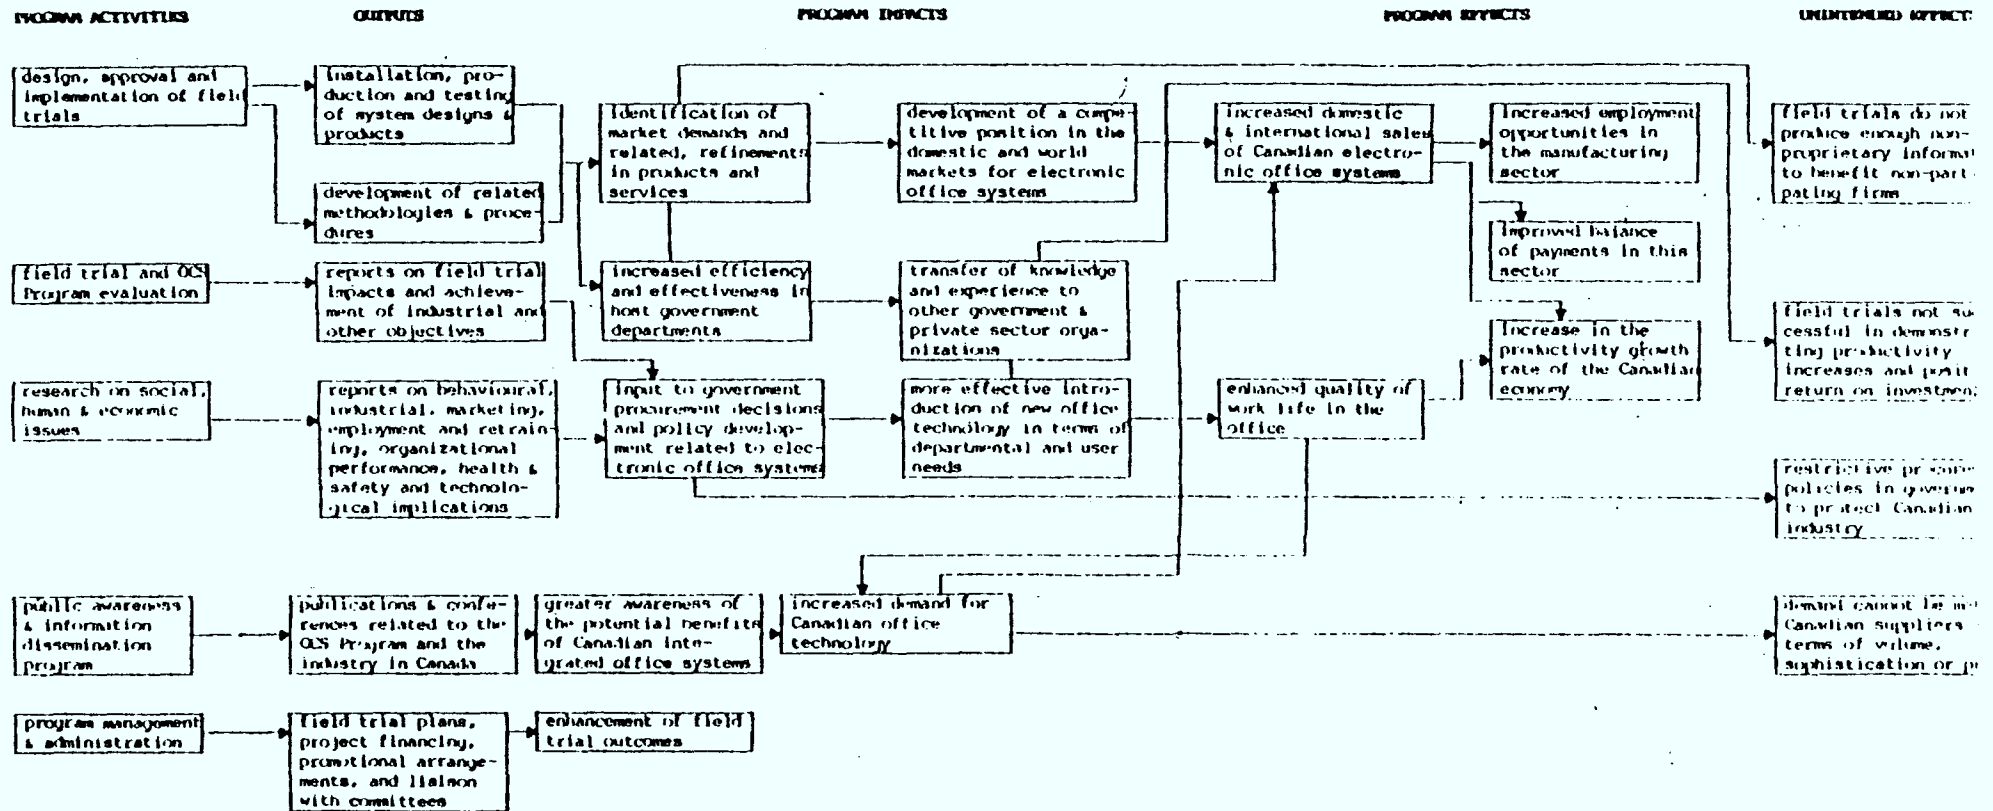 PROGRAM ACTIVITIES
OUTPUTS
PROGRAM IMPACTS
PROGRAM EFFECTS
UNINTENDED EFFECT
design, approval and
implementation of field
trials
installation, pro-
duction and testing
of system designs &
products
development of related
methodologies & proce-
dures
identification of
market demands and
related, refinements
in products and
services
development of a compe-
titive position in the
domestic and world
markets for electronic
office systems
increased domestic
& international sales
of Canadian electro-
nic office systems
increased employment
opportunities in
the manufacturing
sector
improved balance
of payments in this
sector
field trials do not
produce enough non-
proprietary informat
to benefit non-part
pating firms
field trial and OCS
Program evaluation
reports on field trial
impacts and achieve-
ment of industrial and
other objectives
increased efficiency
and effectiveness in
host government
departments
transfer of knowledge
and experience to
other government &
private sector orga-
nizations
increase in the
productivity growth
rate of the Canadian
economy
field trials not su
cessful in demonstr
ting productivity
increases and posit
return on investmen
research on social,
human & economic
issues
reports on behavioural,
industrial, marketing,
employment and retrain-
ing, organizational
performance, health &
safety and technolo-
gical implications
input to government
procurement decisions
and policy develop-
ment related to elec-
tronic office systems
more effective intro-
duction of new office
technology in terms of
departmental and user
needs
enhanced quality of
work life in the
office
restrictive
policies in governm
to protect Canadian
industry
public awareness
& information
dissemination
program
publications & confe-
rences related to the
OCS Program and the
industry in Canada
greater awareness of
the potential benefits
of Canadian inte-
grated office systems
increased demand for
Canadian office
technology
demand cannot be
Canadian suppliers
terms of volume,
sophistication or
program management
& administration
field trial plans,
project financing,
promotional arrange-
ments, and liaison
with committees
enhancement of field
trial outcomes